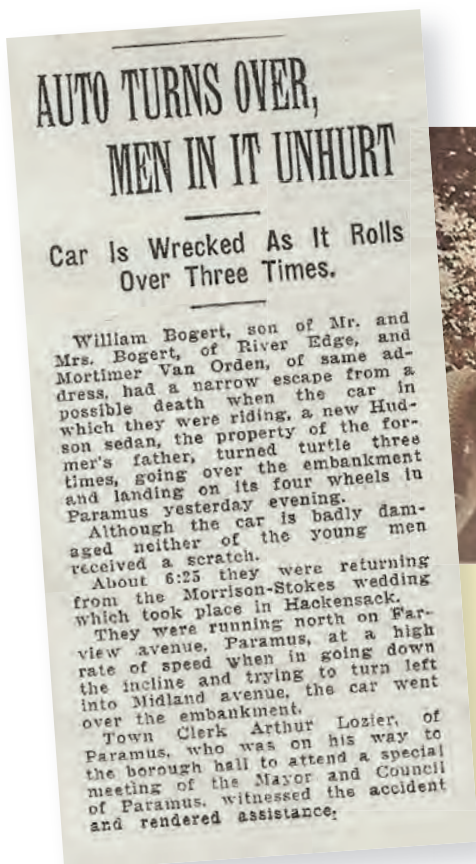 AUTO TURNS OVER,
MEN IN IT UNHURT
Car Is Wrecked As It Rolls
Over Three Times.
William Bogert, son of Mr. and
Mrs. Bogert, of River Edge, and
Mortimer Van Orden, of same ad-
dress, had a narrow escape from a
possible death when the car in
which they were riding, a new Hud-
son sedan, the property of the for-
mer's father, turned turtle three
times, going over the embankment
and landing on its four wheels in
Paramus yesterday evening.
Although the car is badly dam-
aged neither of the young men
received a scratch.
About 6:25 they were returning
from the Morrison-Stokes wedding
which took place in Hackensack.
They were running north on Far-
view avenue, Paramus, at a high
rate of speed when in going down
the incline and trying to turn left
into Midland avenue, the car went
over the embankment.
Town Clerk Arthur Lozier, of
Paramus, who was on his way to
the borough hall to attend a special
meeting of the Mayor and Council
of Paramus, witnessed the accident
and rendered assistance.